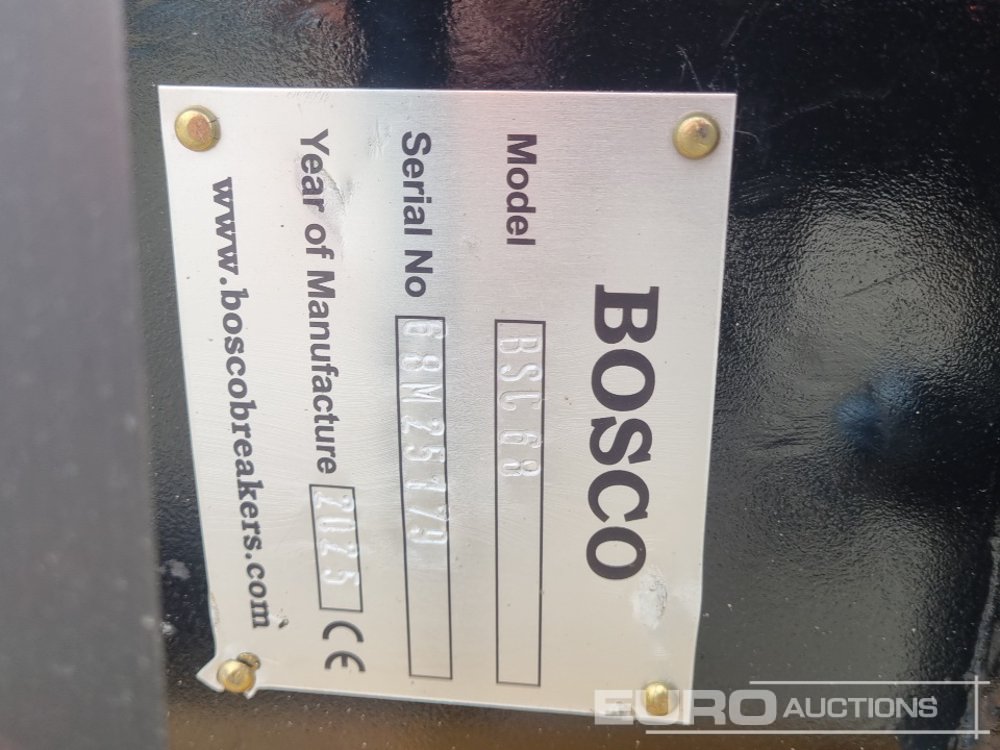 BOSCO
Model BSC68
Serial No 68M25179
Year of Manufacture 2025 CE
www.boscobreakers.com
EURO AUCTIONS